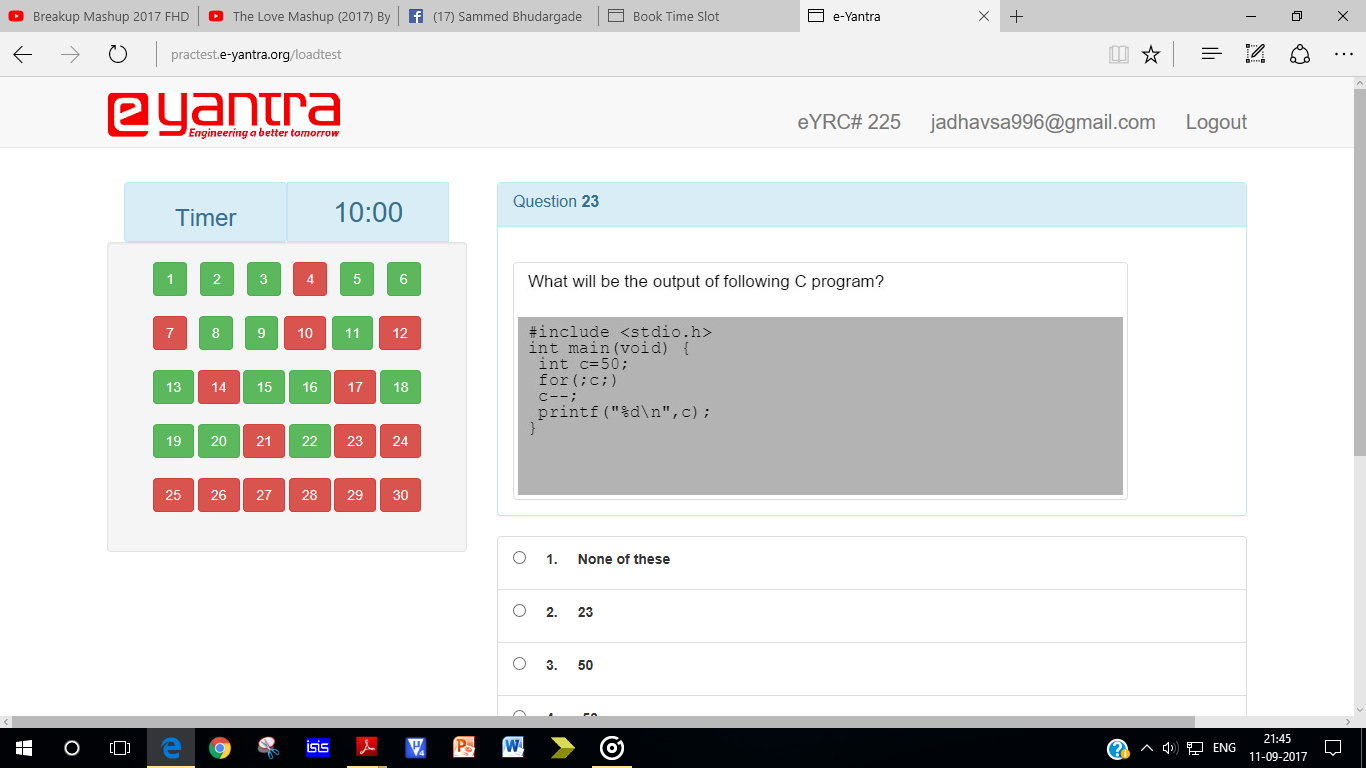 Breakup Mashup 2017 FHD
The Love Mashup (2017) By
(17) Sammed Bhudargade
Book Time Slot
e-Yantra
practest.e-yantra.org/loadtest
e yantra
Engineering a better tomorrow
eYRC# 225 jadhavsa996@gmail.com Logout
Timer 10:00
1 2 3 4 5 6
7 8 9 10 11 12
13 14 15 16 17 18
19 20 21 22 23 24
25 26 27 28 29 30
Question 23
What will be the output of following C program?
#include <stdio.h>
int main(void) {
int c=50;
for(;c;)
c--;
printf("%d\n",c);
}
1. None of these
2. 23
3. 50
isis
ENG
21:45
11-09-2017